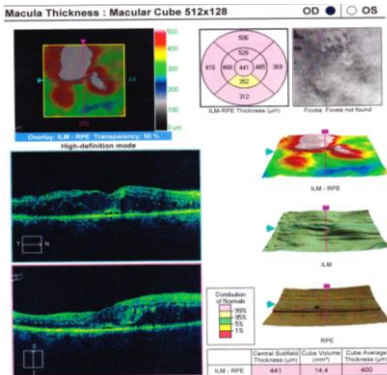 Macula Thickness : Macular Cube 512x128
OD OS
500
400
300
200
100
0 µm
Overlay: ILM - RPE Transparency: 50 %
506
528
416 466 441 485 369
352
312
ILM-RPE Thickness (µm)
Fovea: Fovea not found
High-definition mode
ILM - RPE
T N
ILM
Distribution
of Normals
99%
95%
5%
1%
S
I
RPE
Central Subfield
Thickness (µm)
Cube Volume
(mm³)
Cube Average
Thickness (µm)
ILM - RPE 441 14.4 400